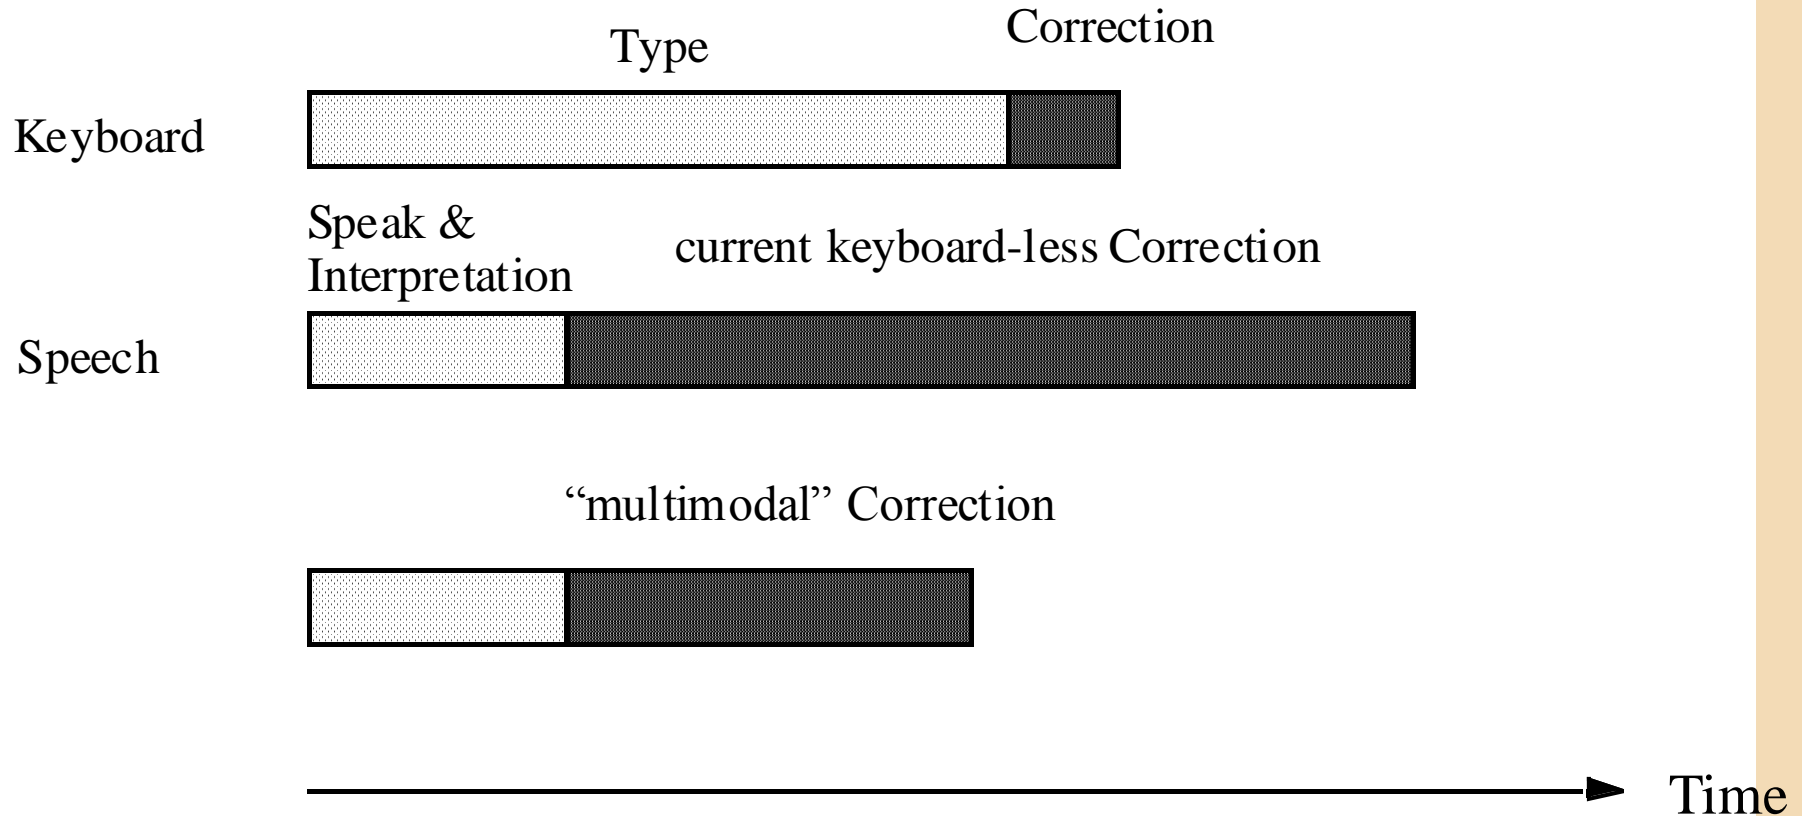 Type
Correction
Keyboard
Speak &
Interpretation
current keyboard-less Correction
Speech
“multimodal” Correction
Time